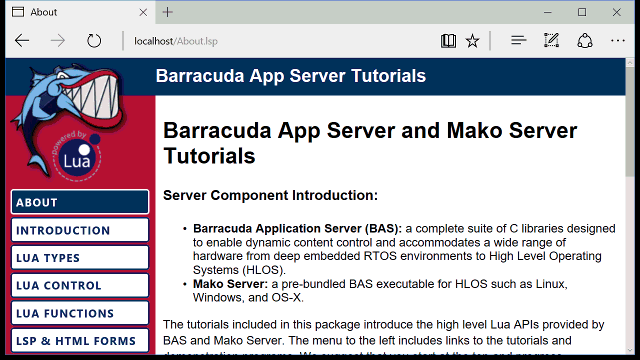 About
localhost/About.lsp
Barracuda App Server Tutorials
powered by
Lua
ABOUT
INTRODUCTION
LUA TYPES
LUA CONTROL
LUA FUNCTIONS
LSP & HTML FORMS
Barracuda App Server and Mako Server
Tutorials
Server Component Introduction:
• Barracuda Application Server (BAS): a complete suite of C libraries designed
to enable dynamic content control and accommodates a wide range of
hardware from deep embedded RTOS environments to High Level Operating
Systems (HLOS).
• Mako Server: a pre-bundled BAS executable for HLOS such as Linux,
Windows, and OS-X.
The tutorials included in this package introduce the high level Lua APIs provided by
BAS and Mako Server. The menu to the left includes links to the tutorials and